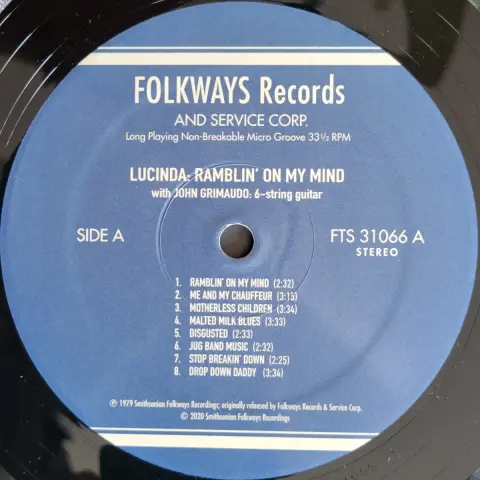 FOLKWAYS Records
AND SERVICE CORP.
Long Playing Non-Breakable Micro Groove 33 1/3 RPM
LUCINDA: RAMBLIN' ON MY MIND
with JOHN GRIMAUDO: 6-string guitar
SIDE A
FTS 31066 A
STEREO
1. RAMBLIN' ON MY MIND (2:32)
2. ME AND MY CHAUFFEUR (3:15)
3. MOTHERLESS CHILDREN (3:34)
4. MALTED MILK BLUES (3:33)
5. DISGUSTED (2:33)
6. JUG BAND MUSIC (2:32)
7. STOP BREAKIN' DOWN (2:25)
8. DROP DOWN DADDY (3:34)
℗ 1979 Smithsonian Folkways Recordings; originally released by Folkways Records & Service Corp.
© 2020 Smithsonian Folkways Recordings